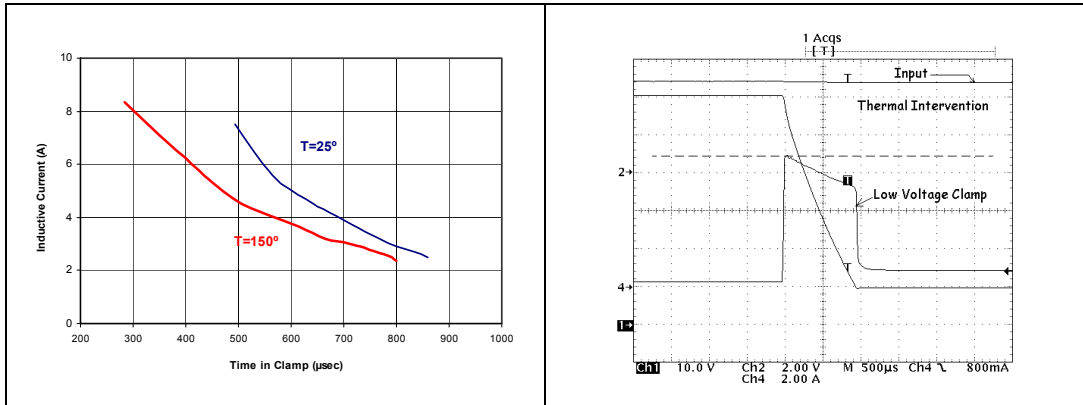 10
8
6
4
2
0
Inductive Current (A)
T=25º
T=150º
200 300 400 500 600 700 800 900 1000
Time in Clamp (µsec)
1 Acqs
[ T ]
T
Input
Thermal Intervention
2
T
Low Voltage Clamp
T
4
1
Ch1 10.0 V Ch2 2.00 V M 500µs Ch4 800mA
Ch4 2.00 A